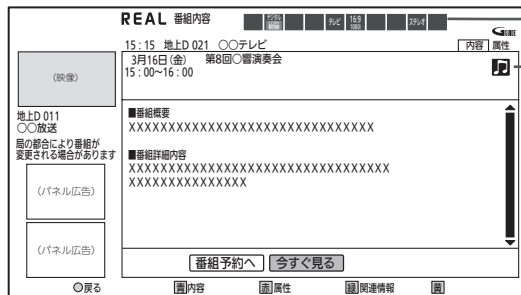 REAL 番組内容
デジタル
テレビ
16:9
1080i
ステレオ
GGUIDE
15:15 地上D 021 ○○テレビ
内容 属性
3月16日(金) 第8回○響演奏会
15:00～16:00
(映像)
地上D 011
○○放送
局の都合により番組が
変更される場合があります
■番組概要
XXXXXXXXXXXXXXXXXXXXXXXXXXXXXXX
■番組詳細内容
XXXXXXXXXXXXXXXXXXXXXXXXXXXXXXXXX
XXXXXXXXXXXXXXX
(パネル広告)
(パネル広告)
番組予約へ 今すぐ見る
○戻る 青内容 赤属性 緑関連情報 黄